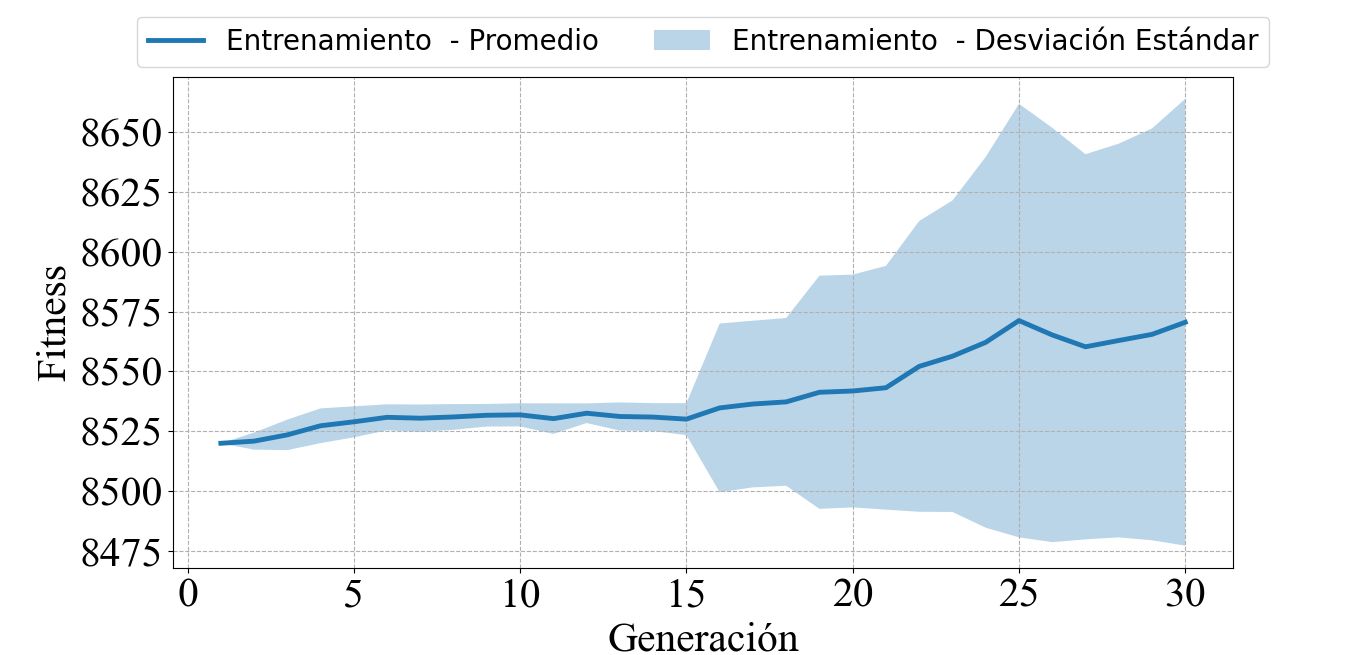 Entrenamiento - Promedio
Entrenamiento - Desviación Estándar
8650
8625
8600
8575
8550
8525
8500
8475
Fitness
0 5 10 15 20 25 30
Generación